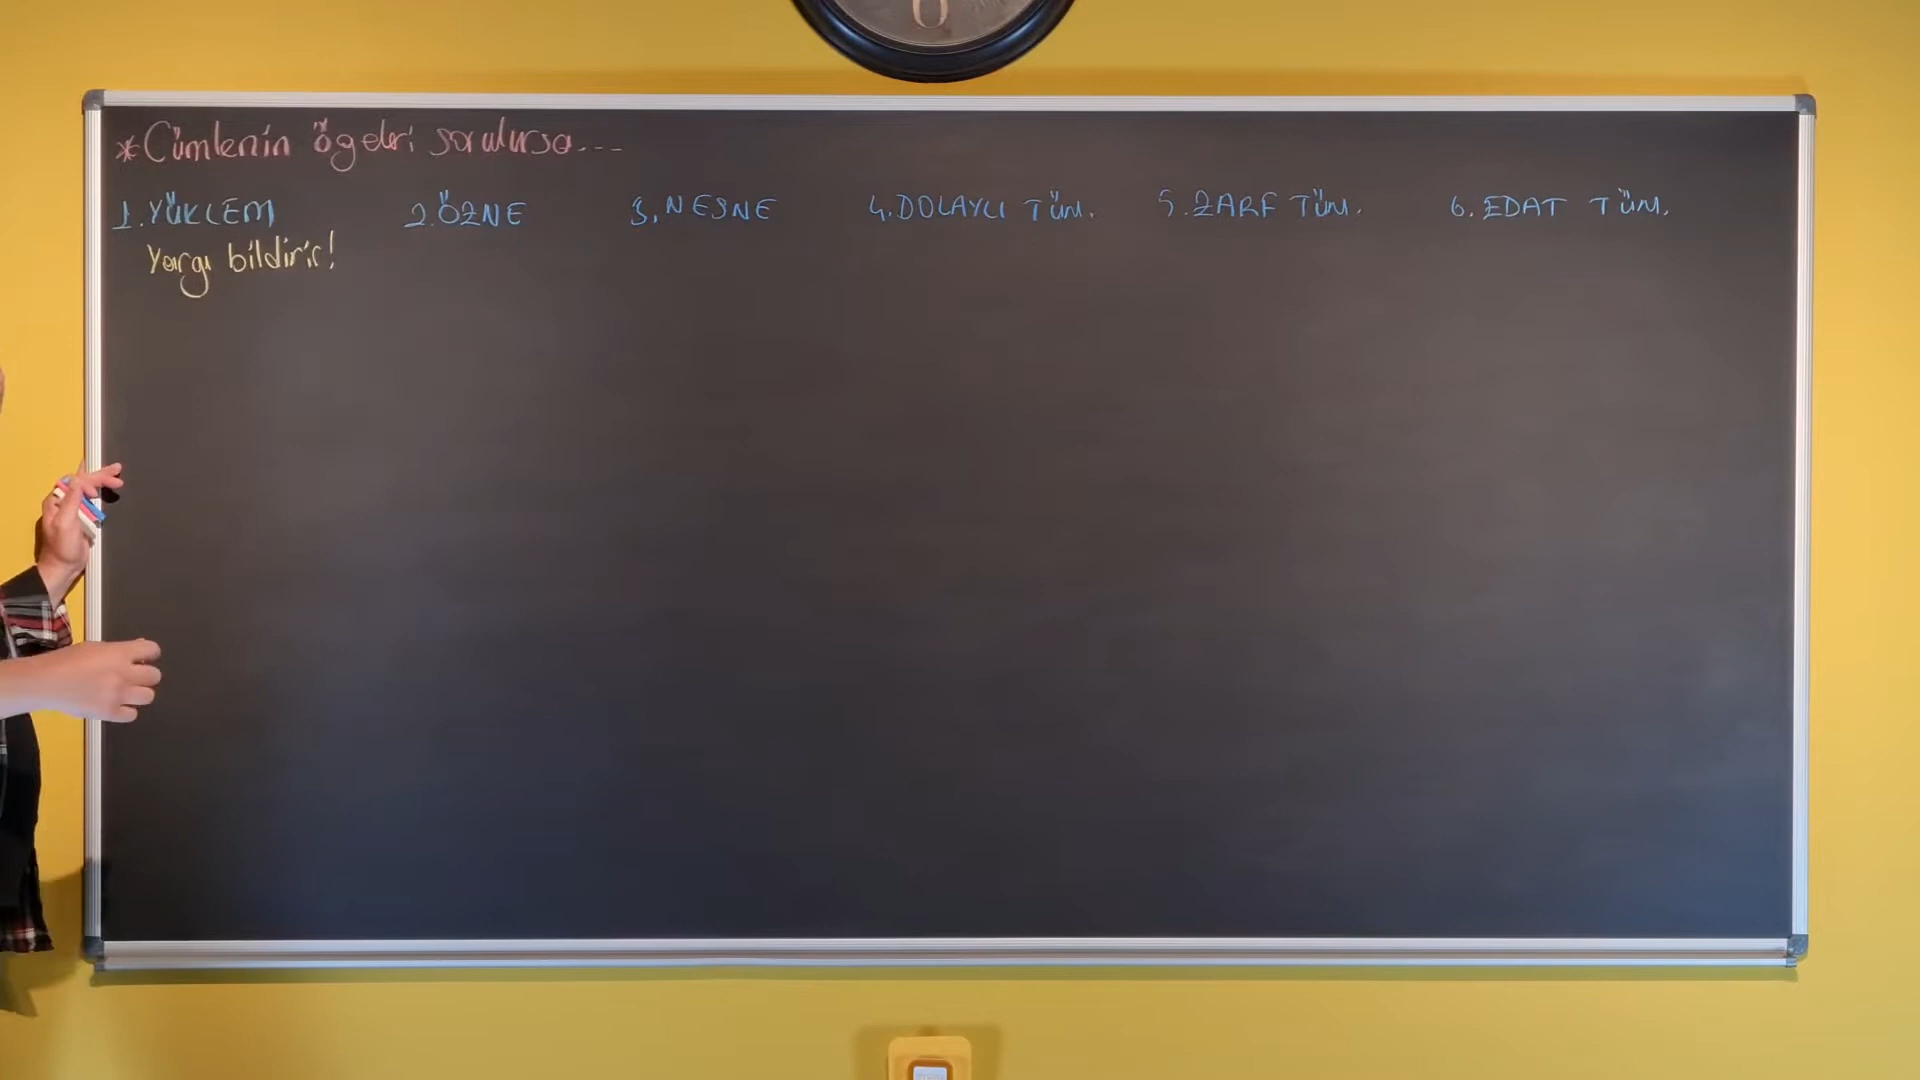 *Cümlenin ögeleri sorulursa...
1.YÜKLEM 2.ÖZNE 3.NESNE 4.DOLAYLI TÜM. 5.ZARF TÜM. 6.EDAT TÜM.
Yargı bildirir!